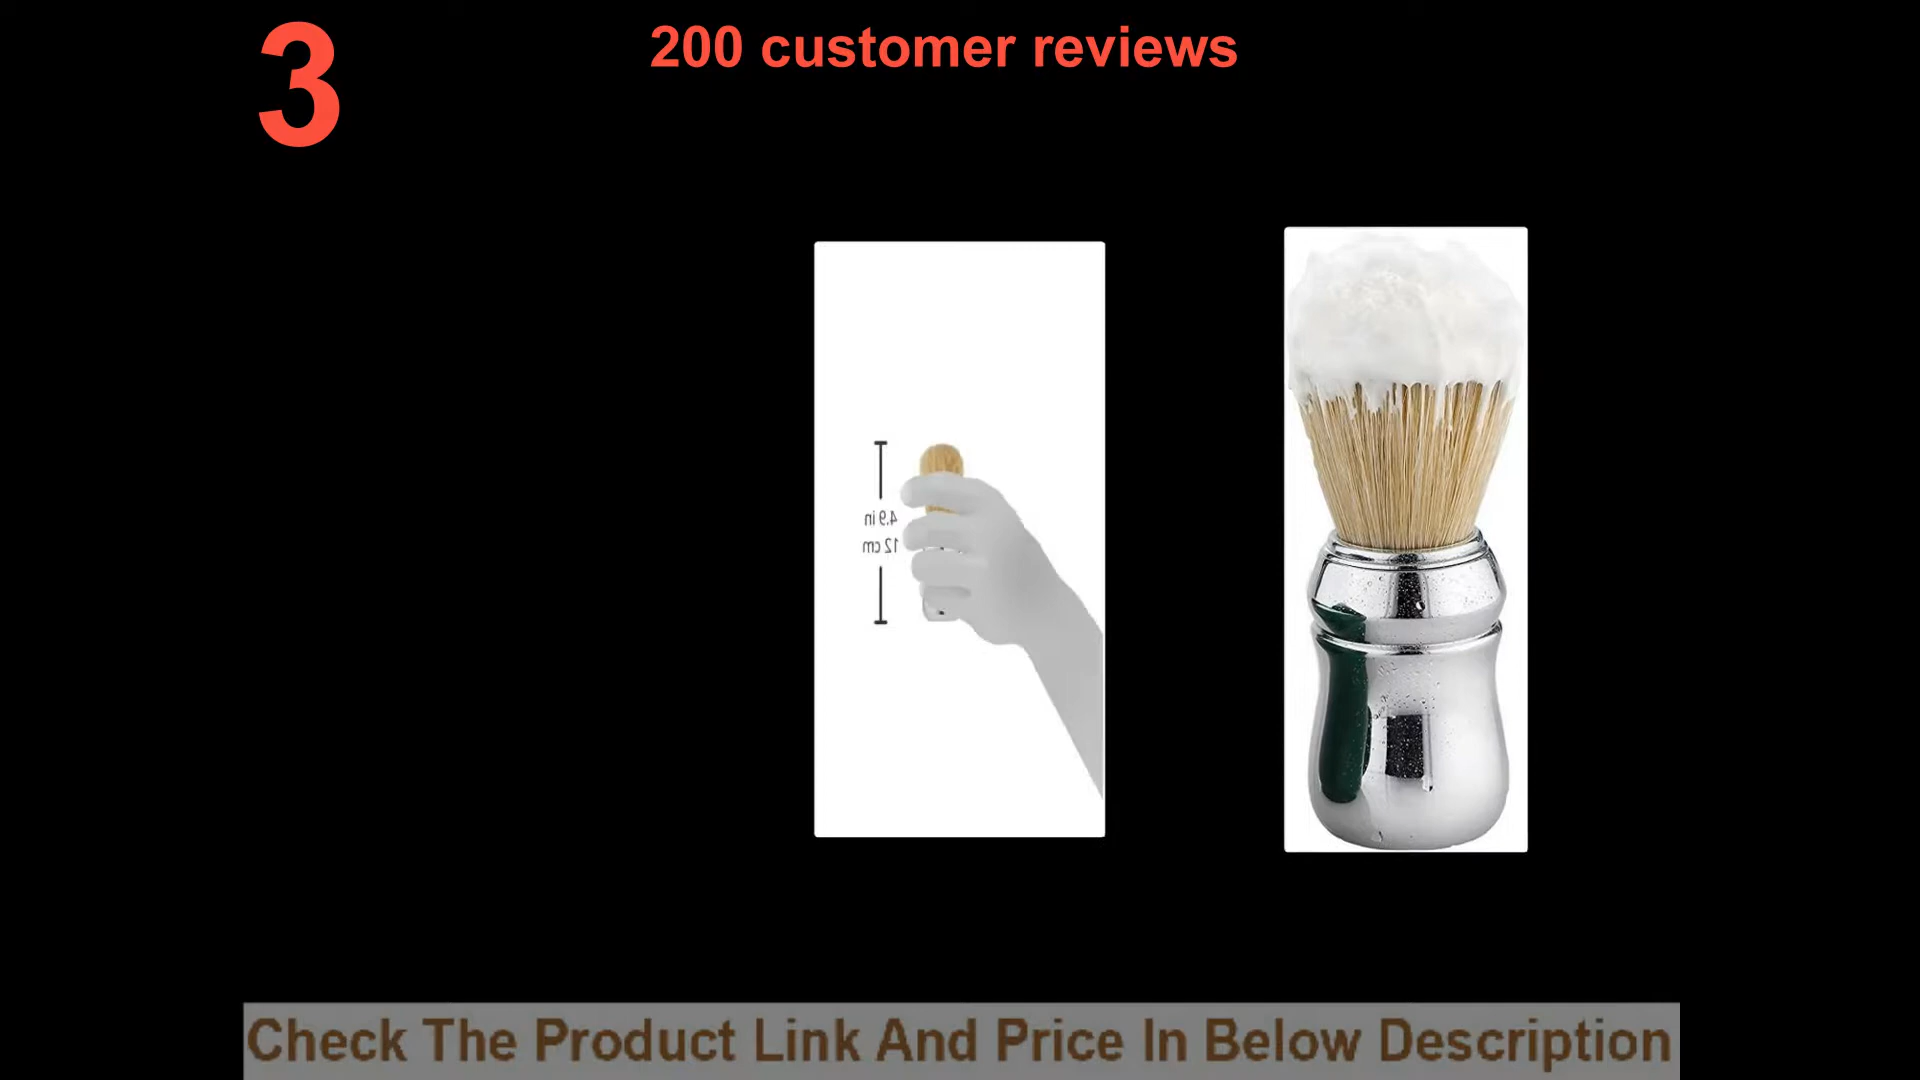 3
200 customer reviews
4.9 in
12 cm
Check The Product Link And Price In Below Description